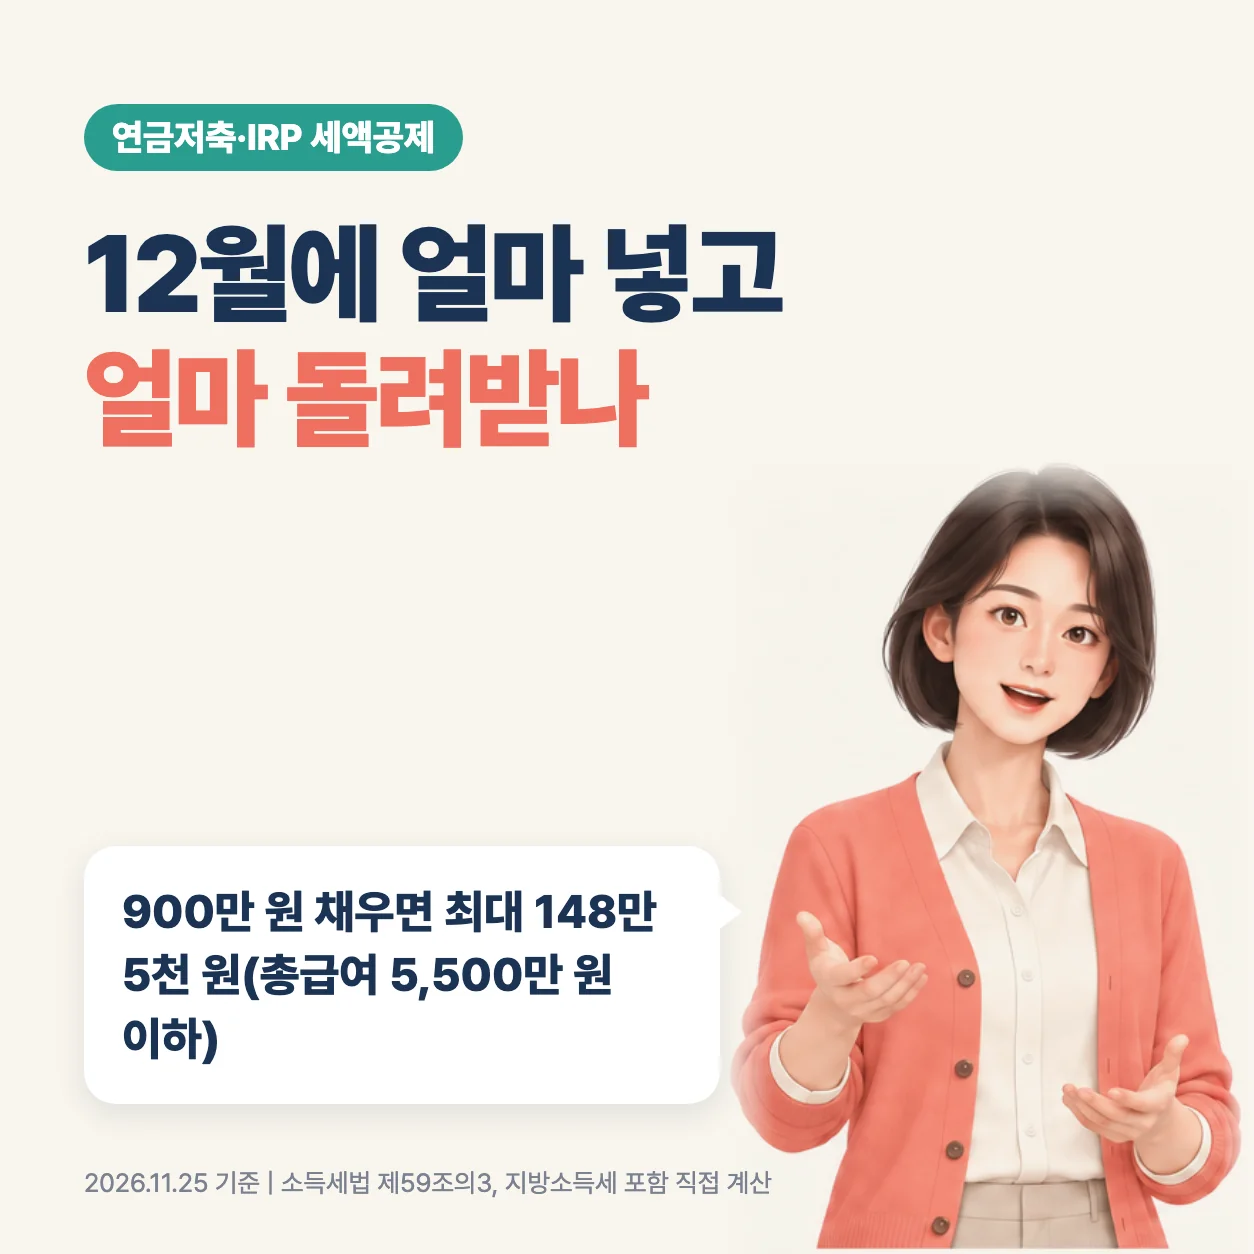 연금저축·IRP 세액공제
12월에 얼마 넣고
얼마 돌려받나
900만 원 채우면 최대 148만
5천 원(총급여 5,500만 원
이하)
2026.11.25 기준 | 소득세법 제59조의3, 지방소득세 포함 직접 계산